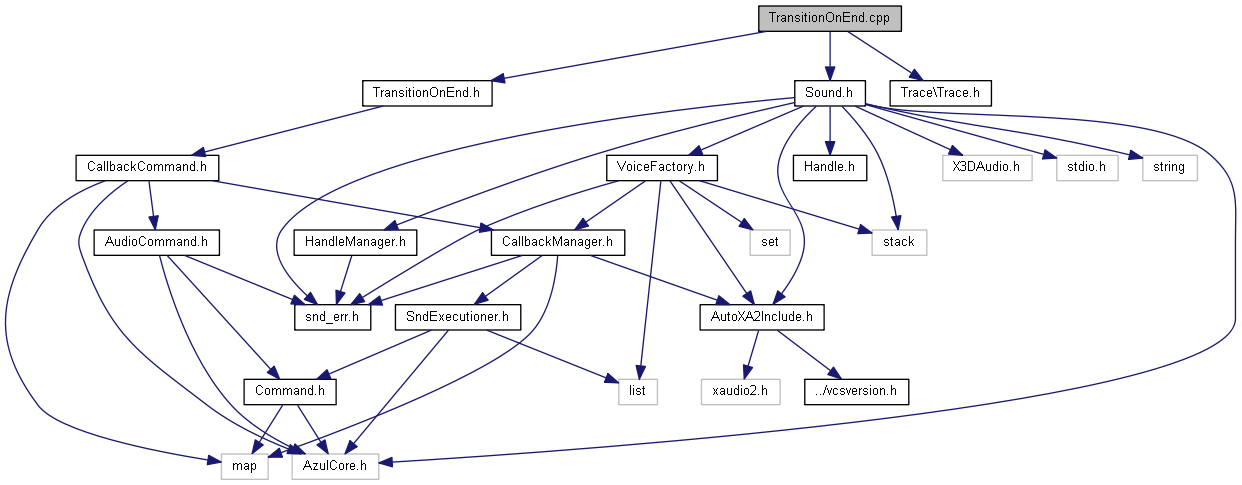 TransitionOnEnd.cpp
TransitionOnEnd.h
Sound.h
Trace\Trace.h
CallbackCommand.h
VoiceFactory.h
Handle.h
X3DAudio.h
stdio.h
string
AudioCommand.h
HandleManager.h
CallbackManager.h
set
stack
snd_err.h
SndExecutioner.h
AutoXA2Include.h
Command.h
list
xaudio2.h
../vcsversion.h
map
AzulCore.h